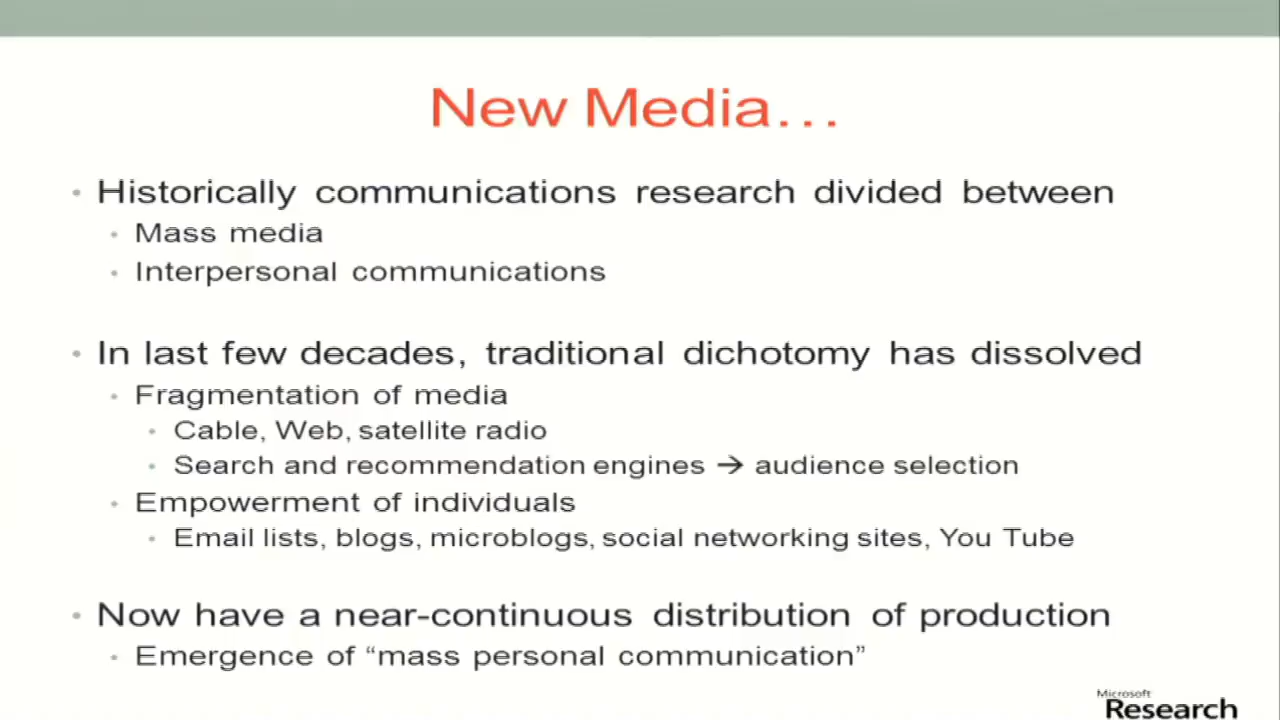 New Media…
• Historically communications research divided between
• Mass media
• Interpersonal communications
• In last few decades, traditional dichotomy has dissolved
• Fragmentation of media
• Cable, Web, satellite radio
• Search and recommendation engines → audience selection
• Empowerment of individuals
• Email lists, blogs, microblogs, social networking sites, You Tube
• Now have a near-continuous distribution of production
• Emergence of “mass personal communication”
Microsoft
Research